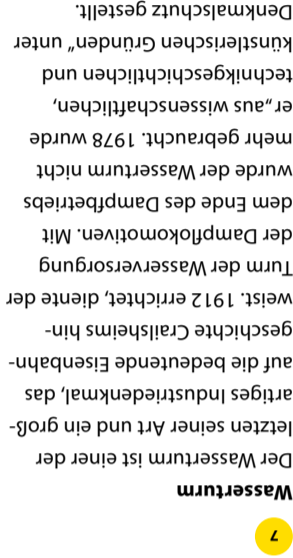 7
Wasserturm
Der Wasserturm ist einer der
letzten seiner Art und ein groß-
artiges Industriedenkmal, das
auf die bedeutende Eisenbahn-
geschichte Crailsheims hin-
weist. 1912 errichtet, diente der
Turm der Wasserversorgung
der Dampflokomotiven. Mit
dem Ende des Dampfbetriebs
wurde der Wasserturm nicht
mehr gebraucht. 1978 wurde
er „aus wissenschaftlichen,
technikgeschichtlichen und
künstlerischen Gründen“ unter
Denkmalschutz gestellt.